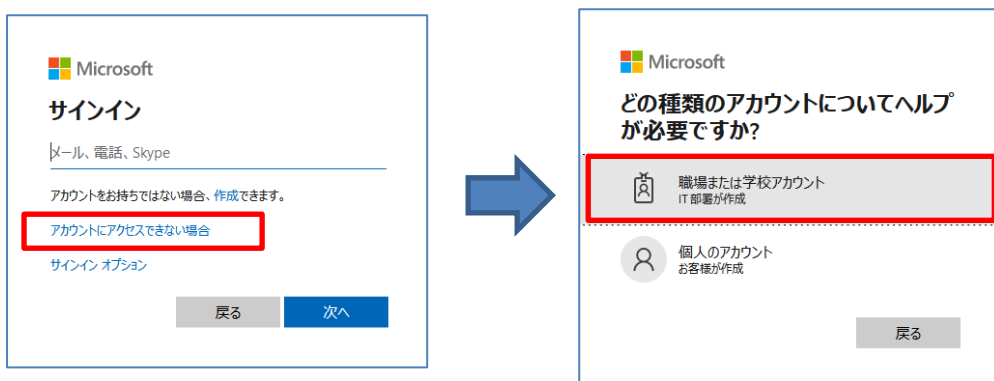 Microsoft
サインイン
メール、電話、Skype
アカウントをお持ちではない場合、作成できます。
アカウントにアクセスできない場合
サインイン オプション
戻る
次へ
Microsoft
どの種類のアカウントについてヘルプ
が必要ですか?
職場または学校アカウント
IT 部署が作成
個人のアカウント
お客様が作成
戻る